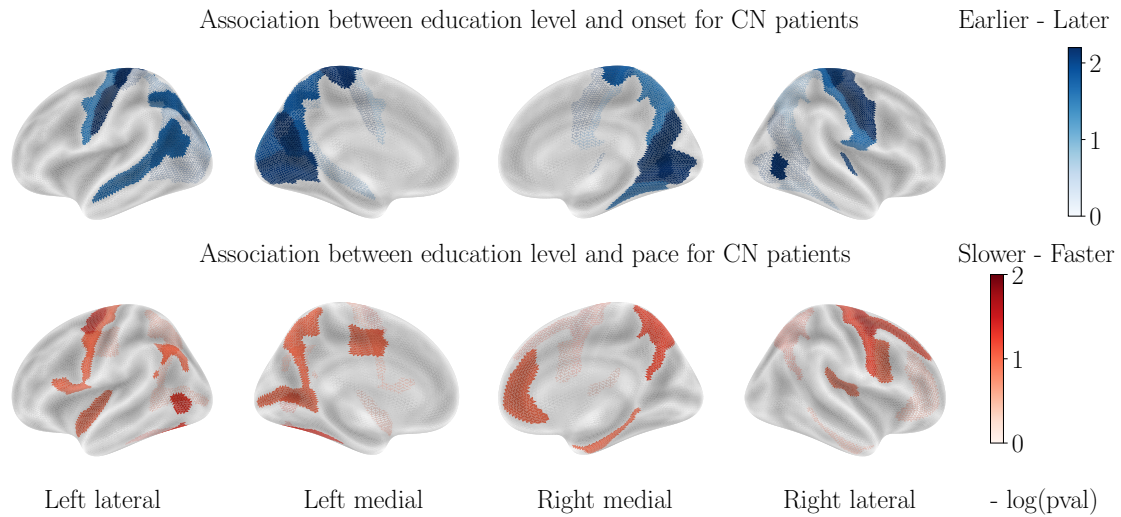 Association between education level and onset for CN patients
Earlier - Later
2
1
0
Association between education level and pace for CN patients
Slower - Faster
2
1
0
Left lateral
Left medial
Right medial
Right lateral
- log(pval)